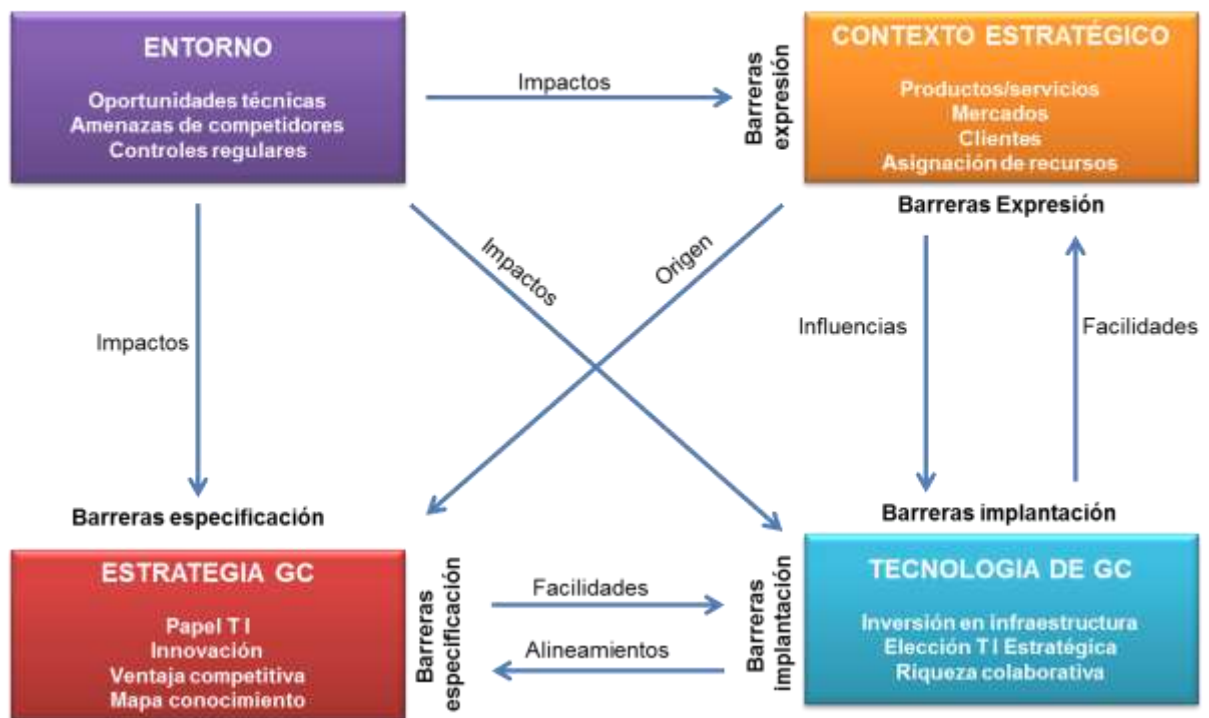 ENTORNO
Oportunidades técnicas
Amenazas de competidores
Controles regulares
Impactos
Barreras
expresión
CONTEXTO ESTRATÉGICO
Productos/servicios
Mercados
Clientes
Asignación de recursos
Barreras Expresión
Impactos
Impactos
Origen
Influencias
Facilidades
Barreras especificación
Barreras implantación
ESTRATEGIA GC
Papel T I
Innovación
Ventaja competitiva
Mapa conocimiento
Barreras
especificación
Facilidades
Alineamientos
Barreras
implantación
TECNOLOGIA DE GC
Inversión en infraestructura
Elección T I Estratégica
Riqueza colaborativa